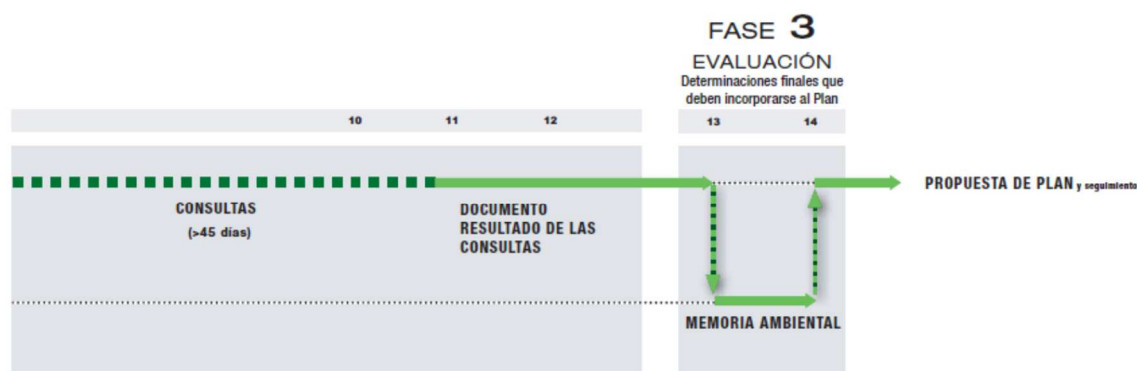 FASE 3
EVALUACIÓN
Determinaciones finales que
deben incorporarse al Plan
10 11 12 13 14
PROPUESTA DE PLAN y seguimiento
CONSULTAS
(>45 días)
DOCUMENTO
RESULTADO DE LAS
CONSULTAS
MEMORIA AMBIENTAL